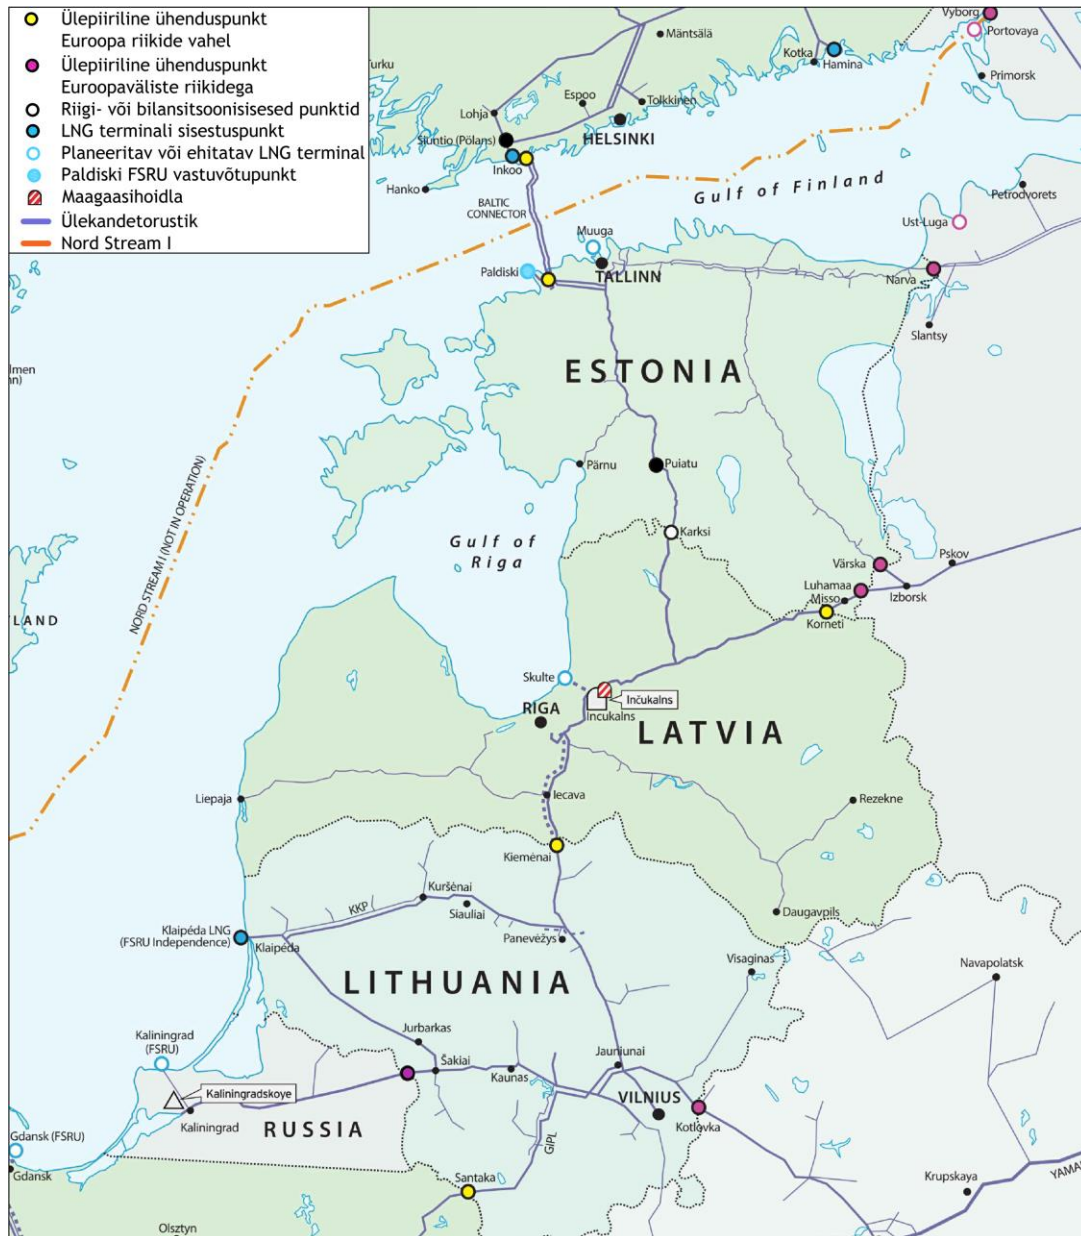 Ülepiiriline ühenduspunkt
Euroopa riikide vahel
Ülepiiriline ühenduspunkt
Euroopaväliste riikidega
Riigi- või bilansitsoonisisesed punktid
LNG terminali sisestuspunkt
Planeeritav või ehitatav LNG terminal
Paldiski FSRU vastuvõtupunkt
Maagaasihoidla
Ülekandetorustik
Nord Stream I
Vyborg
Portovaya
Mäntsälä
Turku
Kotka
Hamina
Primorsk
Espoo
Tolkkinen
Lohja
HELSINKI
Siuntio (Pölans)
Inkoo
Hanko
Gulf of Finland
Petrodvorets
BALTIC
CONNECTOR
Ust-Luga
Muuga
Paldiski
TALLINN
Narva
Slantsy
ESTONIA
NORD STREAM I (NOT IN OPERATION)
Pärnu
Puiatu
Gulf of
Riga
Karksi
Värska
Pskov
Luhamaa
Misso
Izborsk
Korneti
LAND
Skulte
Inčukalns
Incukalns
RIGA
LATVIA
Liepaja
Iecava
Rezekne
Kiemėnai
Kuršėnai
KKP
Siauliai
Daugavpils
Klaipéda LNG
(FSRU Independence)
Klaipéda
Panevėžys
Visaginas
Navapolatsk
LITHUANIA
Kaliningrad
(FSRU)
Jurbarkas
Šakiai
Kaunas
Jauniunai
Kaliningradskoye
Kaliningrad
VILNIUS
Kotlovka
RUSSIA
GIPL
Gdansk (FSRU)
Gdansk
Santaka
Krupskaya
YAMA
Olsztyn